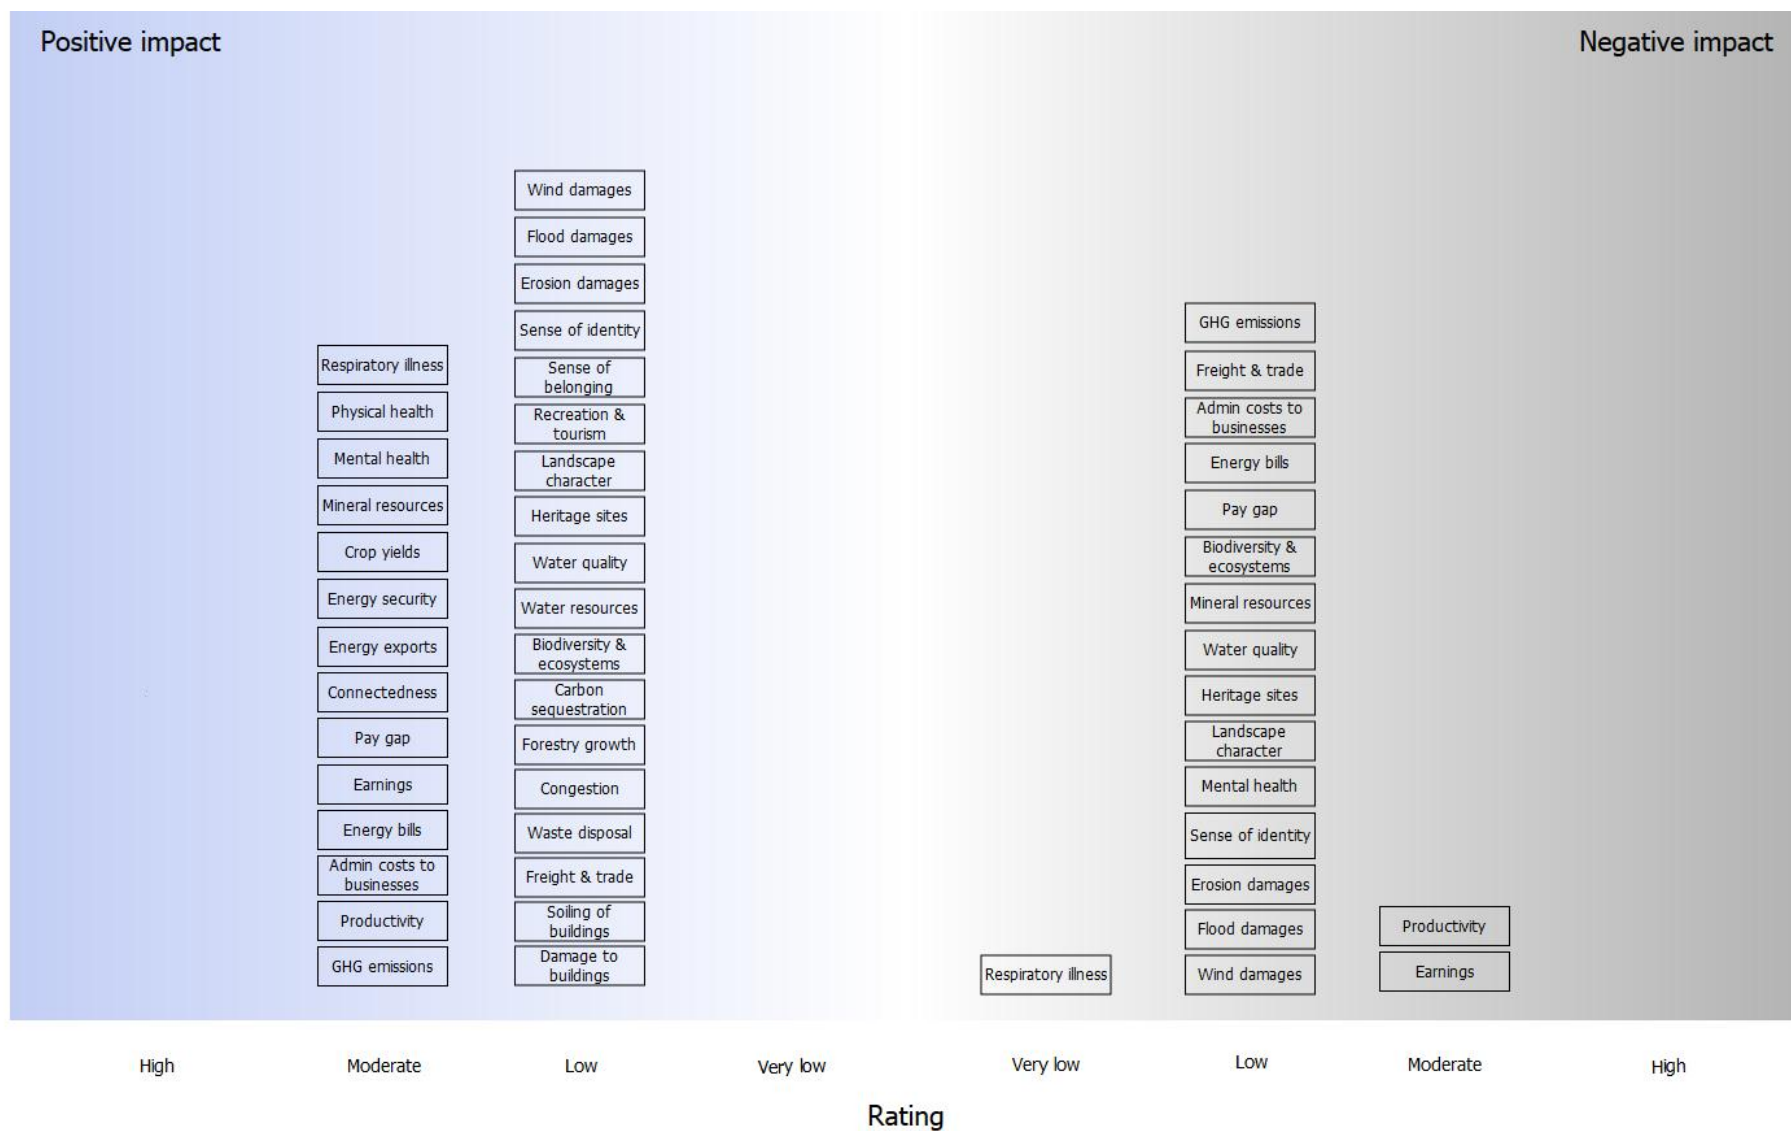 Positive impact
Negative impact
Wind damages
Flood damages
Erosion damages
Sense of identity
Sense of
belonging
Recreation &
tourism
Landscape
character
Heritage sites
Water quality
Water resources
Biodiversity &
ecosystems
Carbon
sequestration
Forestry growth
Congestion
Waste disposal
Freight & trade
Soiling of
buildings
Damage to
buildings
Respiratory illness
Physical health
Mental health
Mineral resources
Crop yields
Energy security
Energy exports
Connectedness
Pay gap
Earnings
Energy bills
Admin costs to
businesses
Productivity
GHG emissions
Respiratory illness
GHG emissions
Freight & trade
Admin costs to
businesses
Energy bills
Pay gap
Biodiversity &
ecosystems
Mineral resources
Water quality
Heritage sites
Landscape
character
Mental health
Sense of identity
Erosion damages
Flood damages
Wind damages
Productivity
Earnings
High
Moderate
Low
Very low
Very low
Low
Moderate
High
Rating